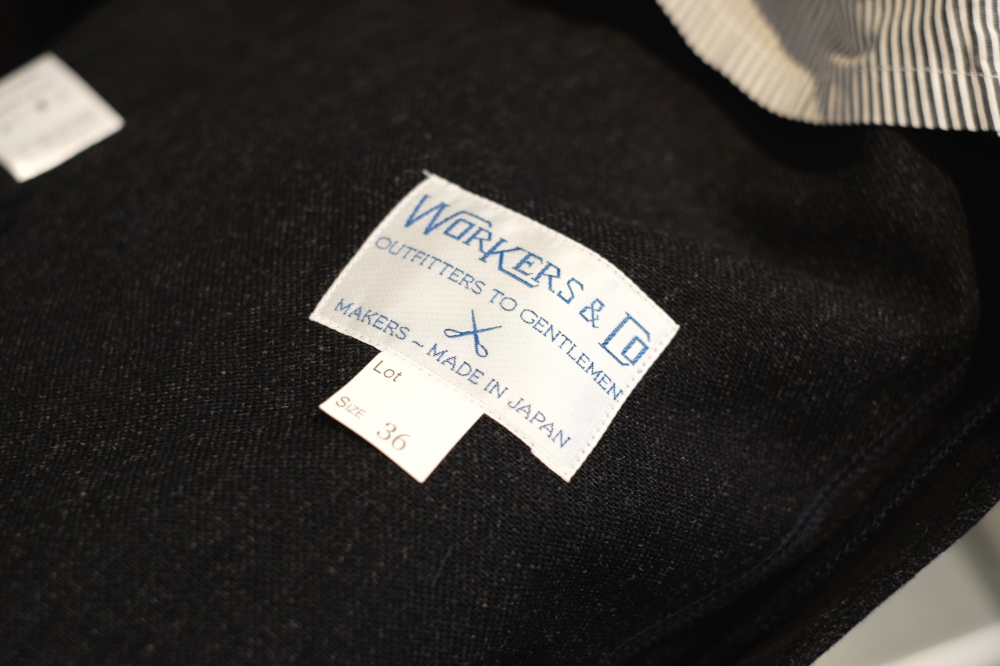 WORKERS & Co
OUTFITTERS TO GENTLEMEN
MAKERS ~ MADE IN JAPAN
Lot
SIZE 36